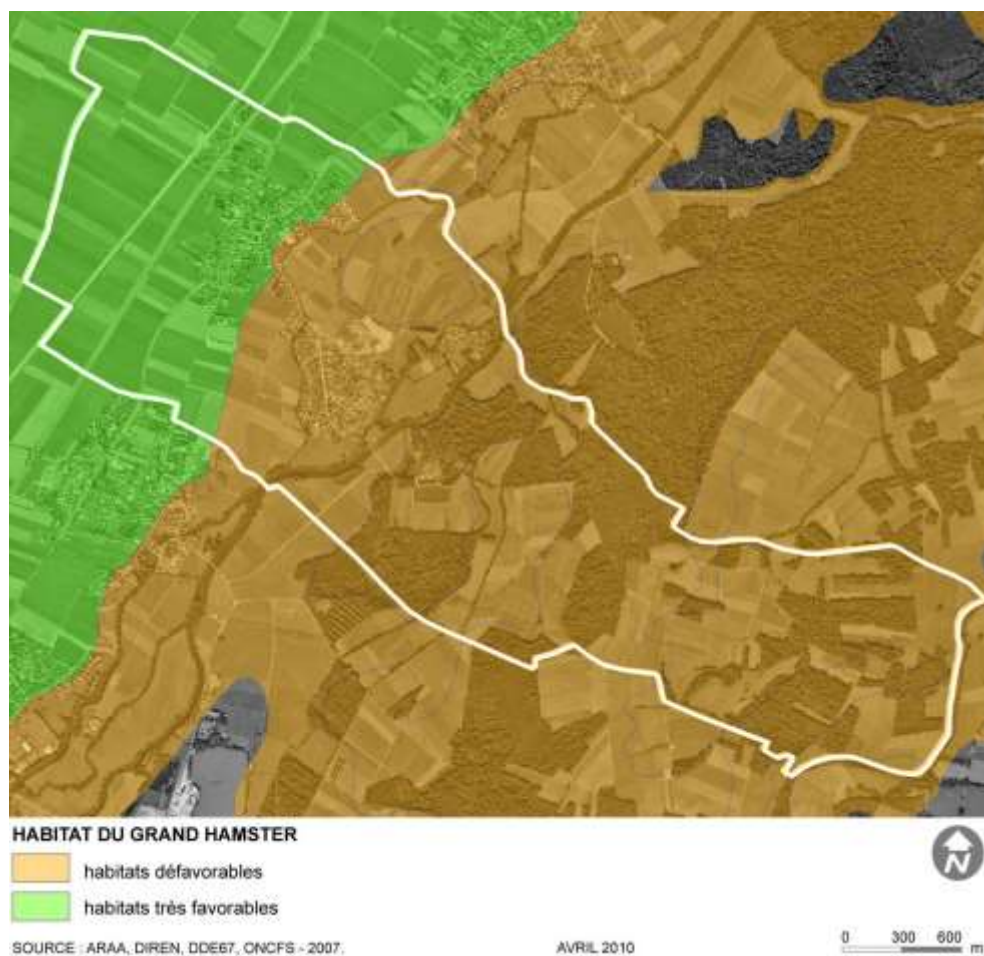 HABITAT DU GRAND HAMSTER
habitats défavorables
habitats très favorables
N
SOURCE : ARAA, DIREN, DDE67, ONCFS - 2007.
AVRIL 2010
0 300 600 m